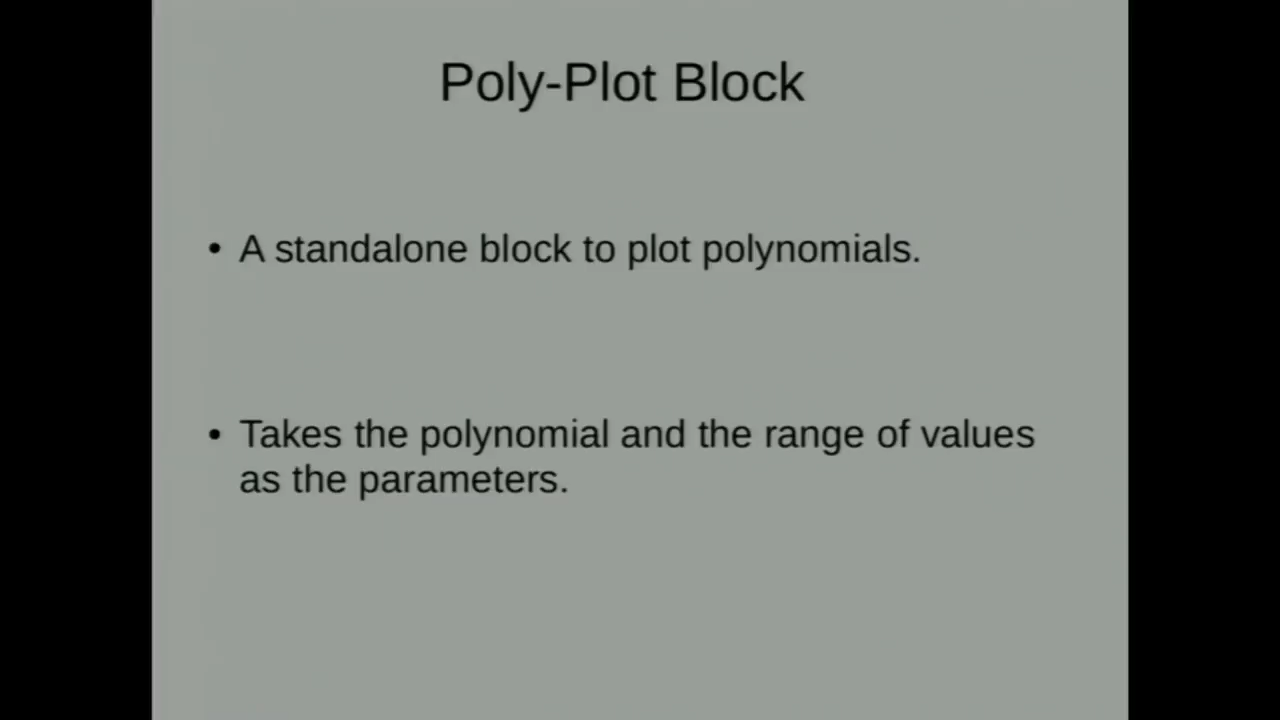 Poly-Plot Block
• A standalone block to plot polynomials.
• Takes the polynomial and the range of values
as the parameters.